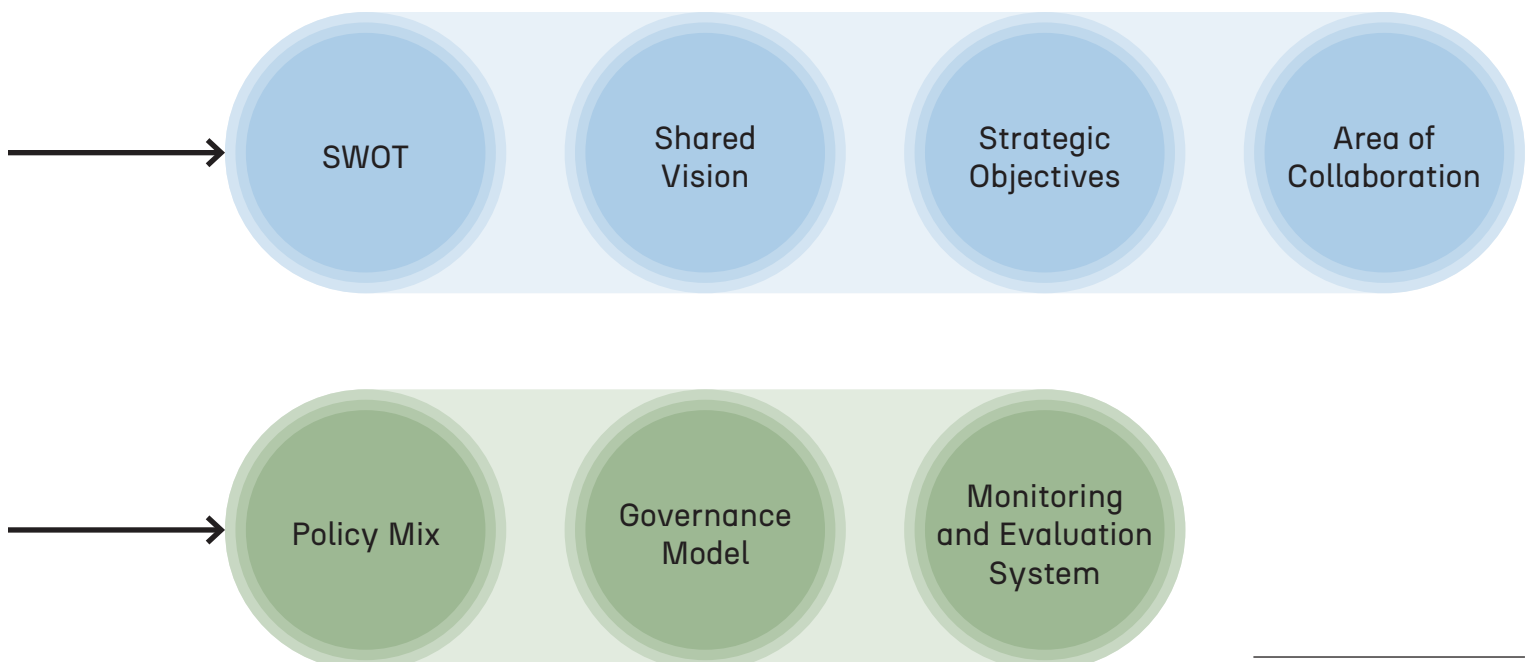 SWOT
Shared
Vision
Strategic
Objectives
Area of
Collaboration
Policy Mix
Governance
Model
Monitoring
and Evaluation
System